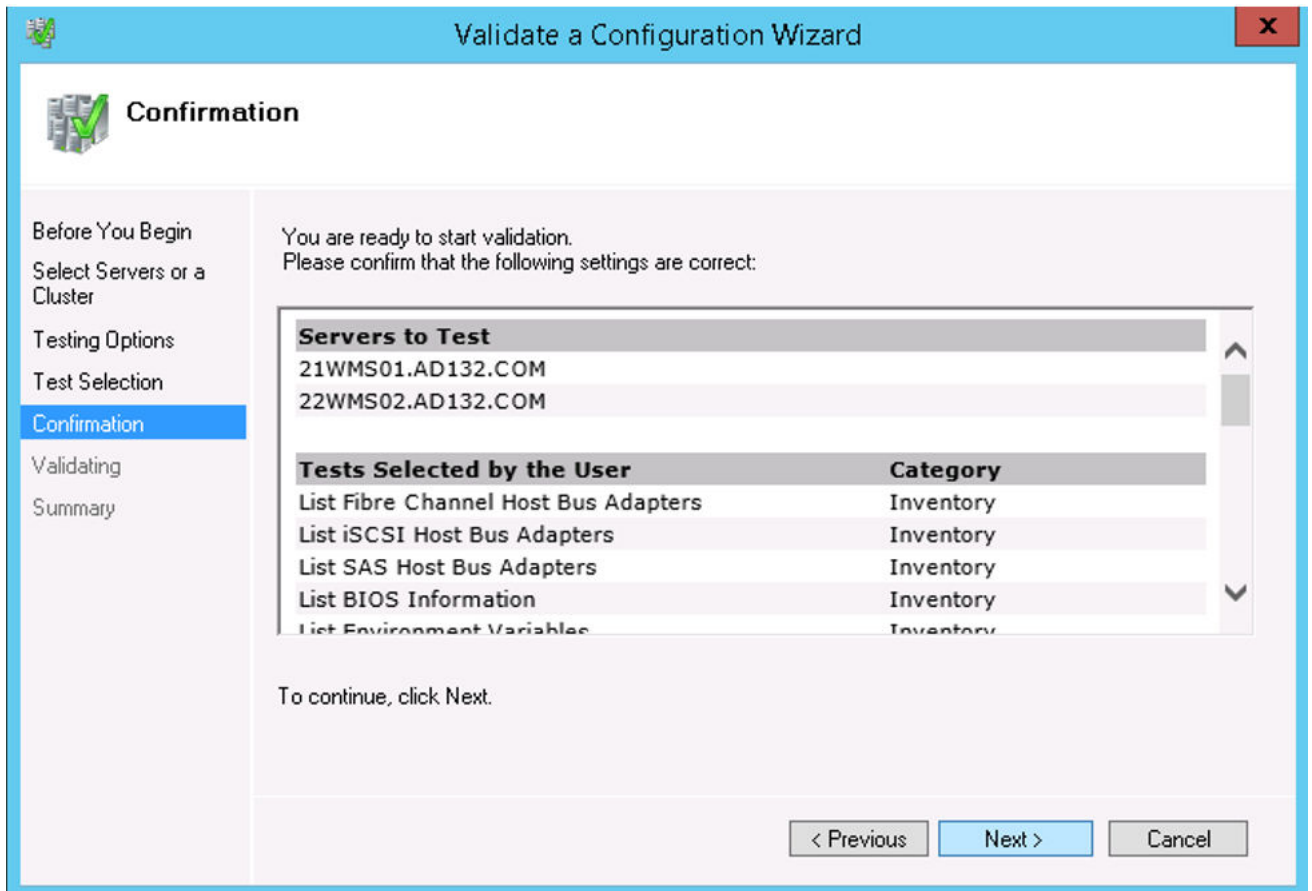 Validate a Configuration Wizard
x
Confirmation
Before You Begin
Select Servers or a
Cluster
Testing Options
Test Selection
Confirmation
Validating
Summary
You are ready to start validation.
Please confirm that the following settings are correct:
Servers to Test
21WMS01.AD132.COM
22WMS02.AD132.COM
Tests Selected by the User Category
List Fibre Channel Host Bus Adapters Inventory
List iSCSI Host Bus Adapters Inventory
List SAS Host Bus Adapters Inventory
List BIOS Information Inventory
List Environment Variables Inventory
To continue, click Next.
< Previous Next > Cancel